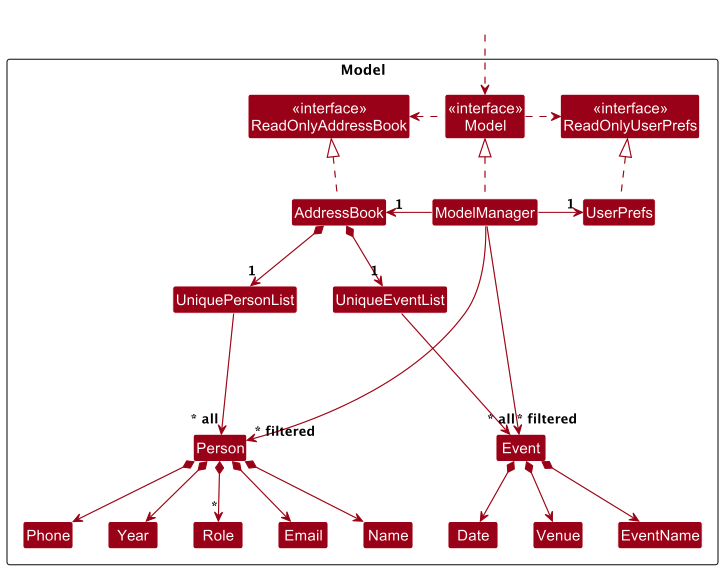 Model
«interface»
ReadOnlyAddressBook
«interface»
Model
«interface»
ReadOnlyUserPrefs
AddressBook
1
ModelManager
1
UserPrefs
1
1
UniquePersonList
UniqueEventList
* all
* filtered
* all
* filtered
Person
Event
*
Phone
Year
Role
Email
Name
Date
Venue
EventName